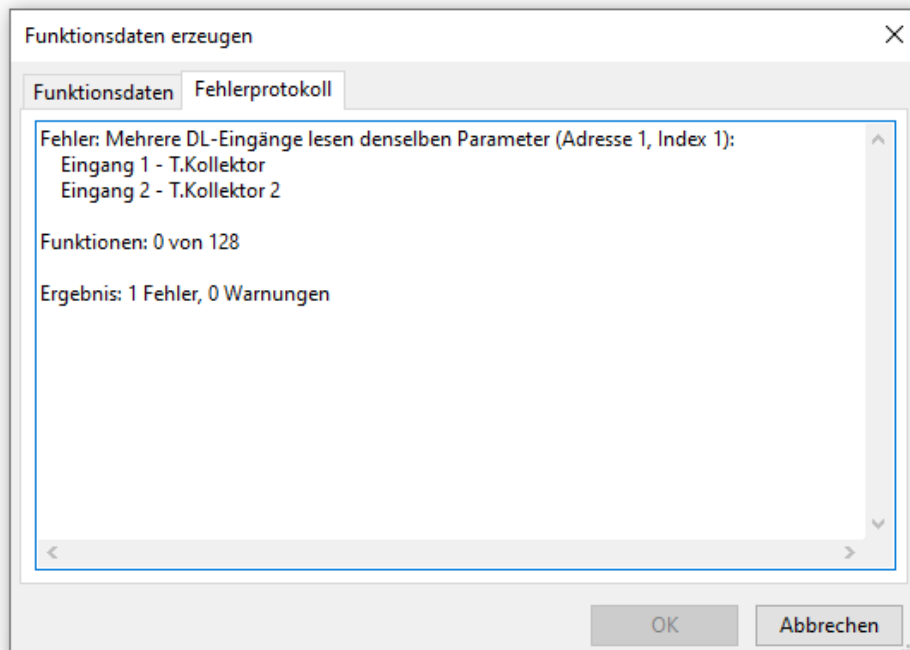 Funktionsdaten erzeugen
Funktionsdaten
Fehlerprotokoll
Fehler: Mehrere DL-Eingänge lesen denselben Parameter (Adresse 1, Index 1):
Eingang 1 - T.Kollektor
Eingang 2 - T.Kollektor 2
Funktionen: 0 von 128
Ergebnis: 1 Fehler, 0 Warnungen
OK
Abbrechen